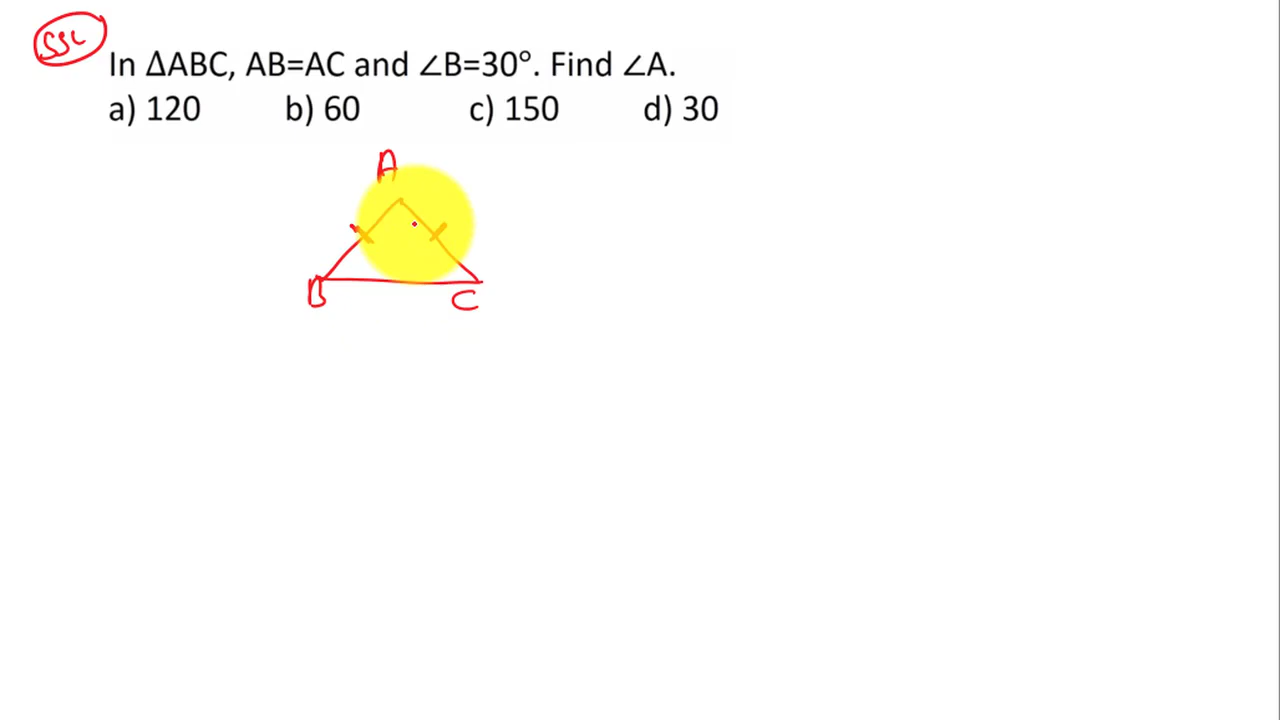 SSC
In ΔABC, AB=AC and ∠B=30°. Find ∠A.
a) 120 b) 60 c) 150 d) 30
A
B C